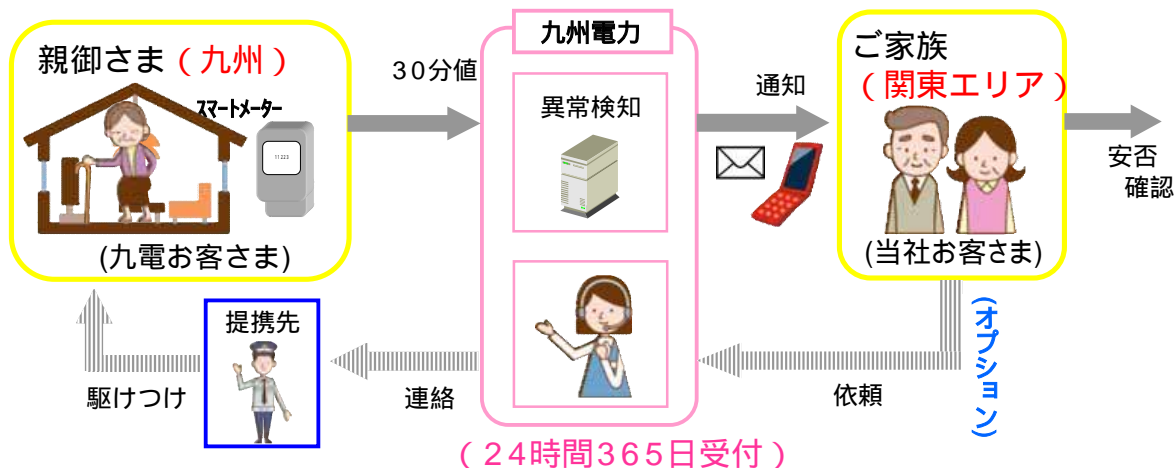 親御さま（九州）
スマートメーター
11223
(九電お客さま)
30分値
九州電力
異常検知
通知
ご家族
（関東エリア）
(当社お客さま)
安否
確認
(オプション)
依頼
連絡
提携先
駆けつけ
（24時間365日受付）